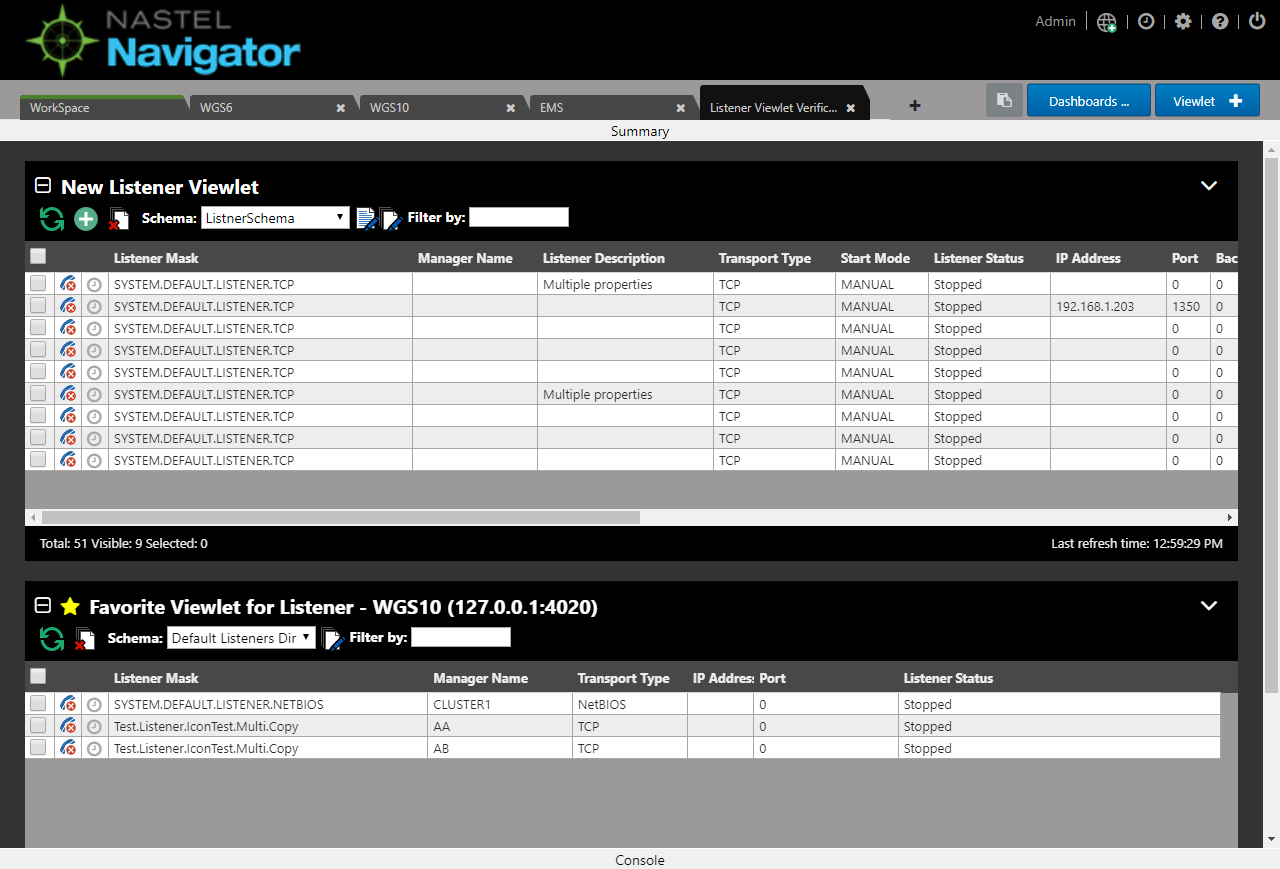 NASTEL
Navigator
Admin
WorkSpace WGS6 WGS10 EMS Listener Viewlet Verific... Dashboards ... Viewlet
Summary
New Listener Viewlet
Schema: ListnerSchema Filter by:
Listener Mask Manager Name Listener Description Transport Type Start Mode Listener Status IP Address Port Bac
SYSTEM.DEFAULT.LISTENER.TCP Multiple properties TCP MANUAL Stopped 0 0
SYSTEM.DEFAULT.LISTENER.TCP TCP MANUAL Stopped 192.168.1.203 1350 0
SYSTEM.DEFAULT.LISTENER.TCP TCP MANUAL Stopped 0 0
SYSTEM.DEFAULT.LISTENER.TCP TCP MANUAL Stopped 0 0
SYSTEM.DEFAULT.LISTENER.TCP TCP MANUAL Stopped 0 0
SYSTEM.DEFAULT.LISTENER.TCP Multiple properties TCP MANUAL Stopped 0 0
SYSTEM.DEFAULT.LISTENER.TCP TCP MANUAL Stopped 0 0
SYSTEM.DEFAULT.LISTENER.TCP TCP MANUAL Stopped 0 0
SYSTEM.DEFAULT.LISTENER.TCP TCP MANUAL Stopped 0 0
Total: 51 Visible: 9 Selected: 0 Last refresh time: 12:59:29 PM
Favorite Viewlet for Listener - WGS10 (127.0.0.1:4020)
Schema: Default Listeners Dir Filter by:
Listener Mask Manager Name Transport Type IP Addres Port Listener Status
SYSTEM.DEFAULT.LISTENER.NETBIOS CLUSTER1 NetBIOS 0 Stopped
Test.Listener.IconTest.Multi.Copy AA TCP 0 Stopped
Test.Listener.IconTest.Multi.Copy AB TCP 0 Stopped
Console